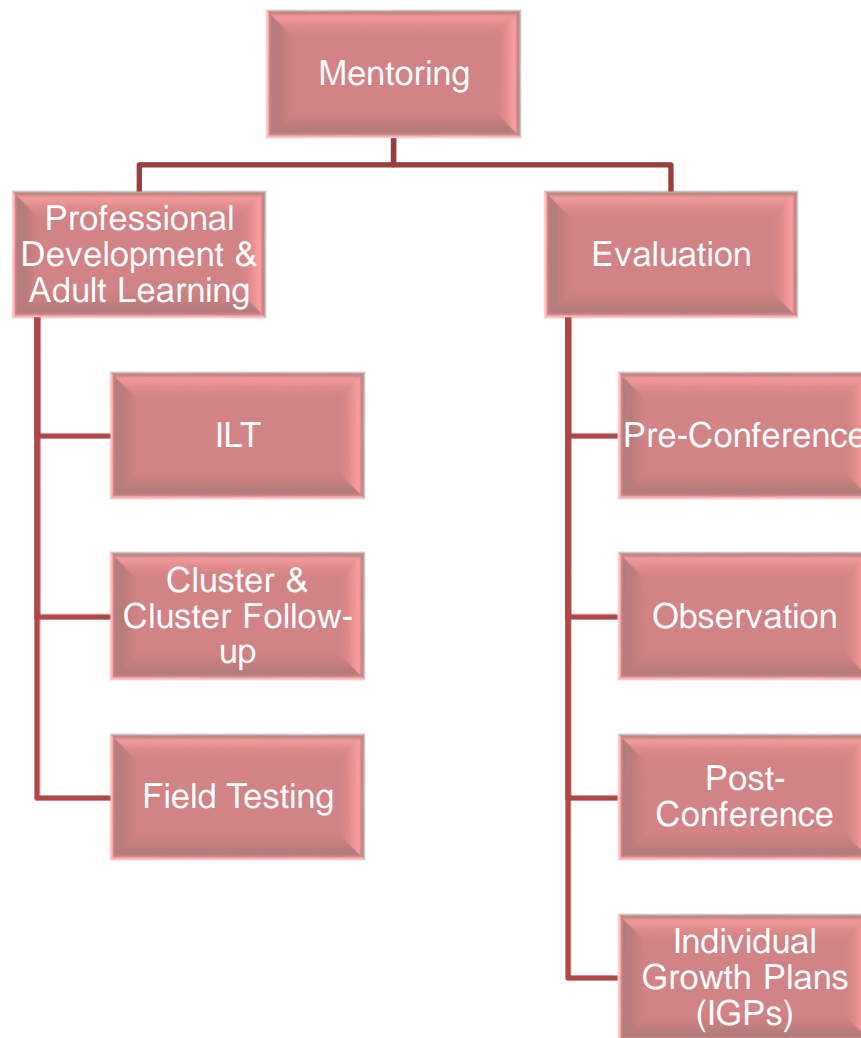 Mentoring
Professional
Development &
Adult Learning
ILT
Cluster &
Cluster Follow-
up
Field Testing
Evaluation
Pre-Conference
Observation
Post-
Conference
Individual
Growth Plans
(IGPs)